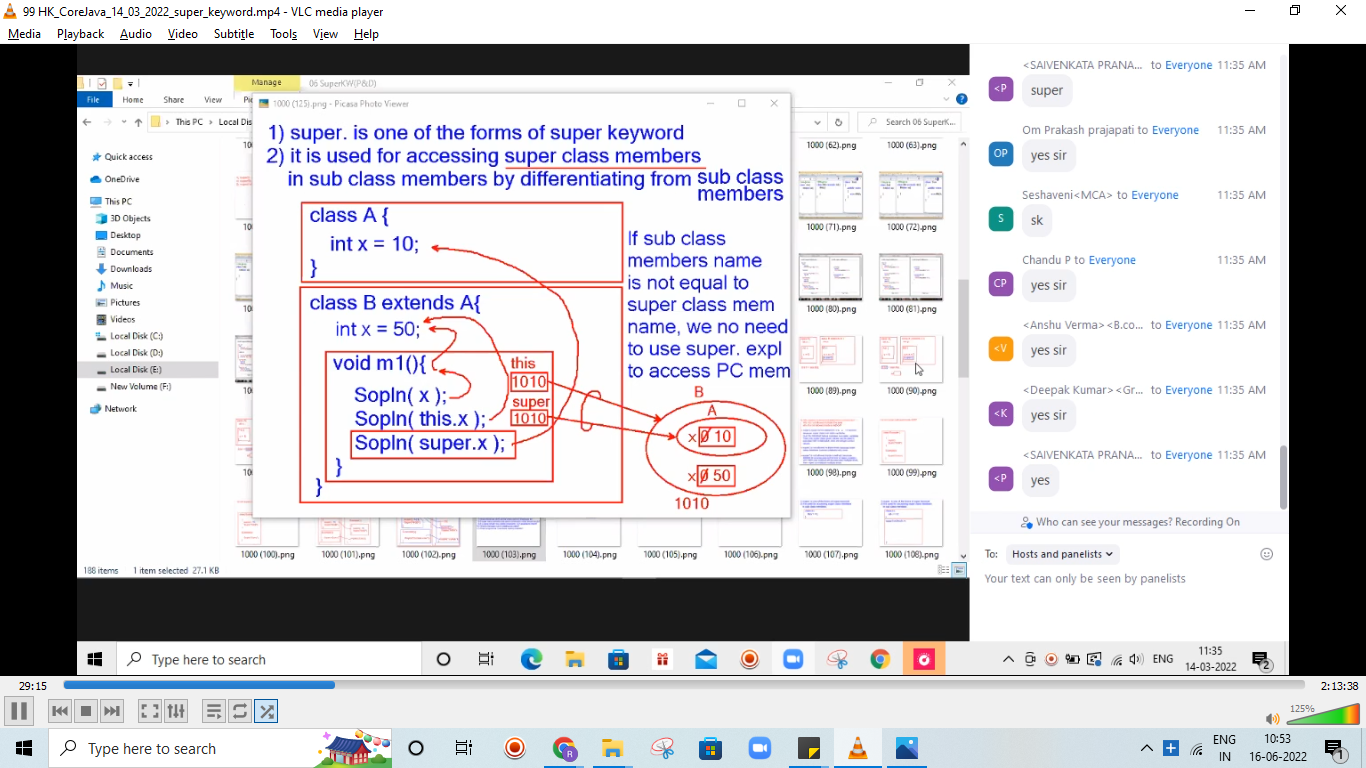 99 HK_CoreJava_14_03_2022_super_keyword.mp4 - VLC media player
Media Playback Audio Video Subtitle Tools View Help
Manage
06 SuperKW(P&D)
File Home Share View
1000 (125).png - Picasa Photo Viewer
This PC
Search 06 SuperK...
Quick access
OneDrive
This PC
3D Objects
Desktop
Documents
Downloads
Music
Pictures
Videos
Local Disk (C:)
Local Disk (D:)
Local Disk (E:)
New Volume (F:)
Network
1) super. is one of the forms of super keyword
2) it is used for accessing super class members
in sub class members by differentiating from sub class
members
class A {
int x = 10;
}
class B extends A{
int x = 50;
void m1(){
Sopln( x );
Sopln( this.x );
Sopln( super.x );
}
}
this
1010
super
1010
If sub class
members name
is not equal to
super class mem
name, we no need
to use super. expl
to access PC mem
B
A
x 0 10
x 0 50
1010
(62).png (63).png
(71).png (72).png
(80).png (81).png
(89).png (90).png
(98).png (99).png
1000 (100).png 1000 (101).png 1000 (102).png 1000 (103).png 1000 (104).png 1000 (105).png 1000 (106).png 1000 (107).png 1000 (108).png
188 items 1 item selected 27.1 KB
<SAIVENKATA PRANA... to Everyone 11:35 AM
<P
super
Om Prakash prajapati to Everyone 11:35 AM
OP
yes sir
Seshaveni<MCA> to Everyone 11:35 AM
S
sk
Chandu P to Everyone 11:35 AM
CP
yes sir
<Anshu Verma><B.co... to Everyone 11:35 AM
<V
yes sir
<Deepak Kumar><Gr... to Everyone 11:35 AM
<K
yes sir
<SAIVENKATA PRANA... to Everyone 11:35 AM
<P
yes
Who can see your messages? Recording On
To: Hosts and panelists
Your text can only be seen by panelists
Type here to search
ENG
11:35
14-03-2022
2
29:15
2:13:38
125%
Type here to search
R
ENG
IN
10:53
16-06-2022
1